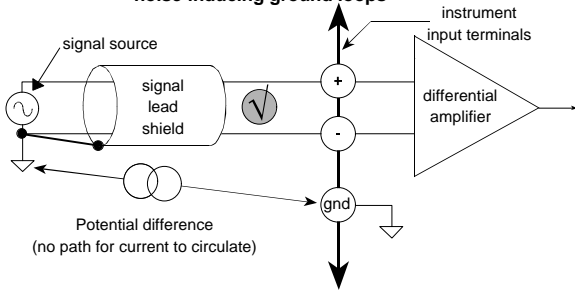 noise inducing ground loops
instrument
input terminals
signal source
signal
lead
shield
√
+
-
differential
amplifier
gnd
Potential difference
(no path for current to circulate)